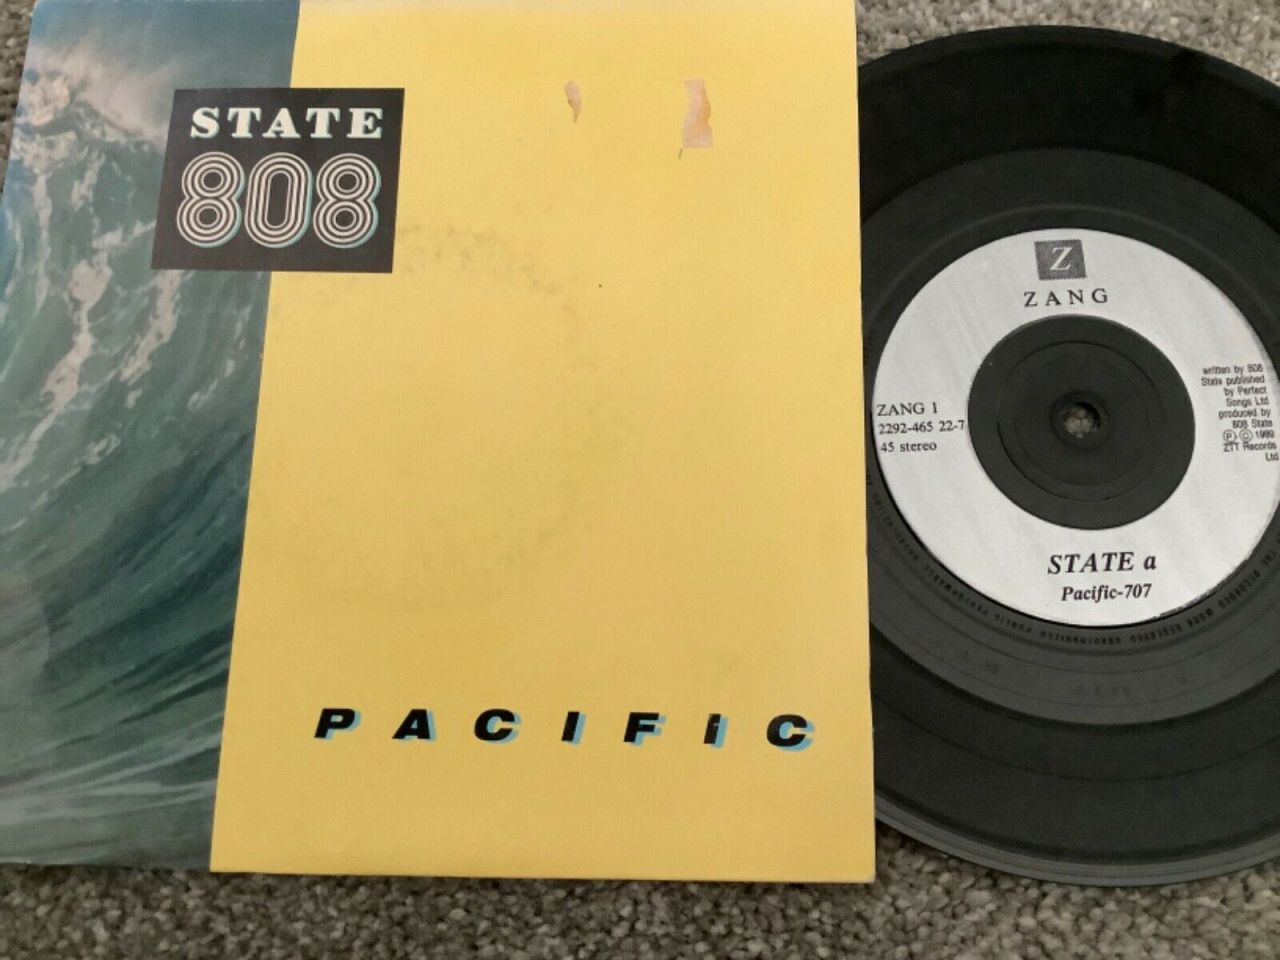 STATE
808
PACIFIC
Z
ZANG
ZANG 1
2292-465 22-7
45 stereo
written by 808
State published
by Perfect
Songs Ltd
produced by
808 State
Ⓟ © 1989
ZTT Records
Ltd
STATE a
Pacific-707